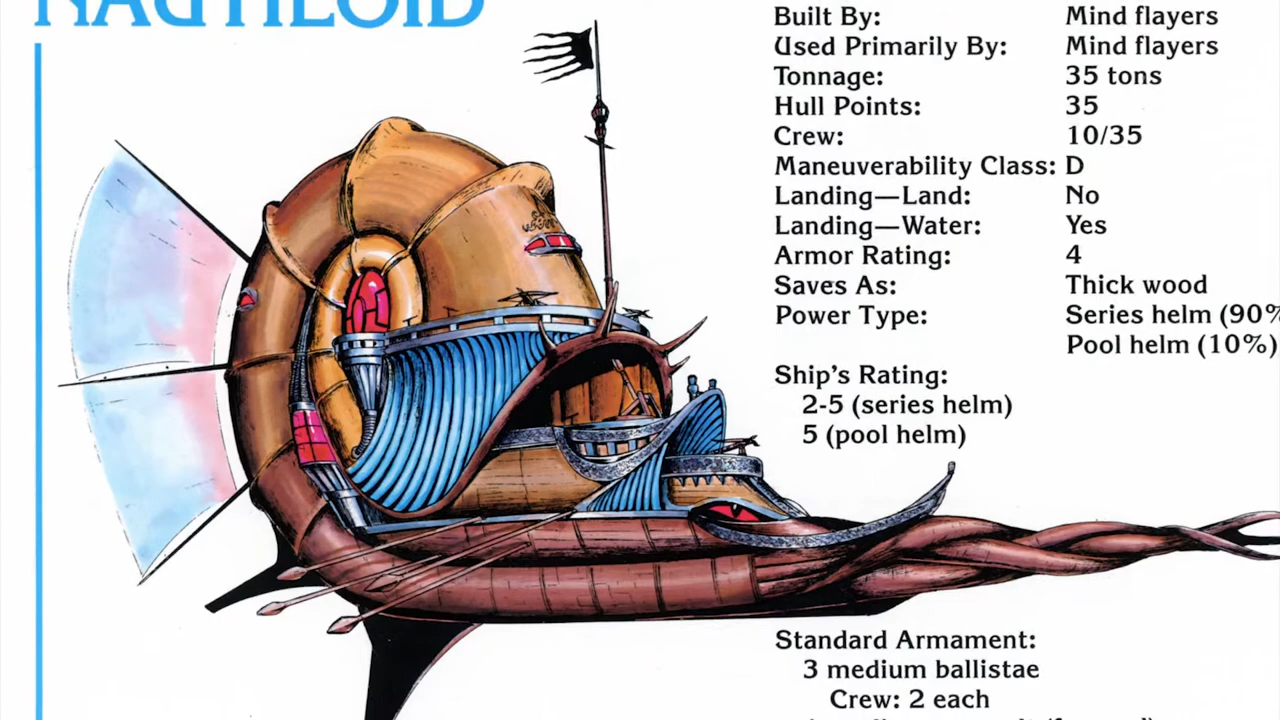 NAUTILOID
Built By: Mind flayers
Used Primarily By: Mind flayers
Tonnage: 35 tons
Hull Points: 35
Crew: 10/35
Maneuverability Class: D
Landing—Land: No
Landing—Water: Yes
Armor Rating: 4
Saves As: Thick wood
Power Type: Series helm (90%
Pool helm (10%)
Ship's Rating:
2-5 (series helm)
5 (pool helm)
Standard Armament:
3 medium ballistae
Crew: 2 each